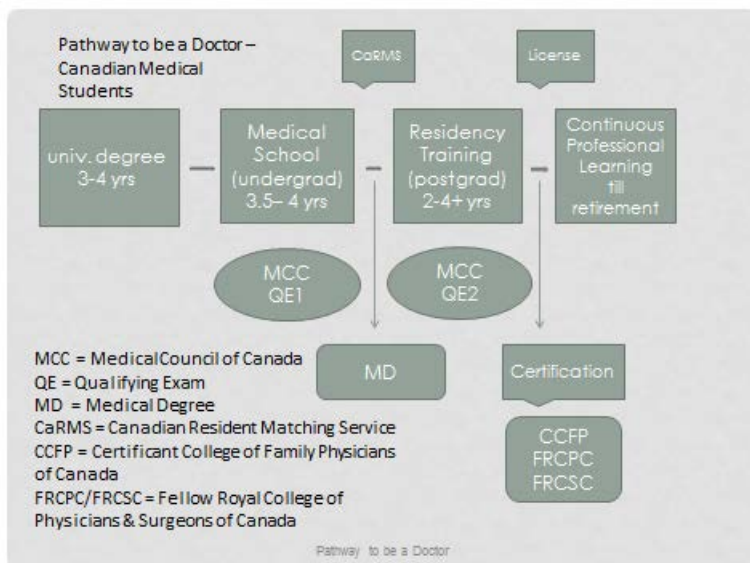 Pathway to be a Doctor –
Canadian Medical
Students
CaRMS
License
univ. degree
3-4 yrs
Medical
School
(undergrad)
3.5– 4 yrs
Residency
Training
(postgrad)
2-4+ yrs
Continuous
Professional
Learning
till
retirement
MCC
QE1
MCC
QE2
MD
Certification
CCFP
FRCPC
FRCSC
MCC = Medical Council of Canada
QE = Qualifying Exam
MD = Medical Degree
CaRMS = Canadian Resident Matching Service
CCFP = Certificant College of Family Physicians
of Canada
FRCPC/FRCSC = Fellow Royal College of
Physicians & Surgeons of Canada
Pathway to be a Doctor